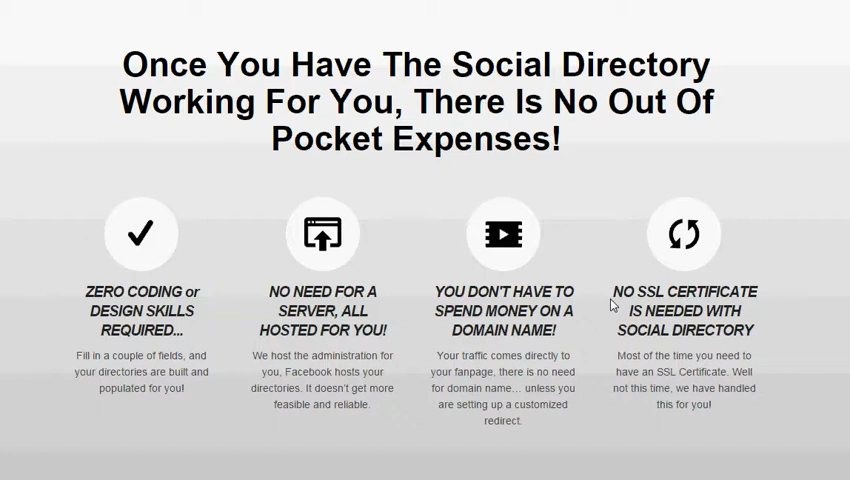 Once You Have The Social Directory
Working For You, There Is No Out Of
Pocket Expenses!
ZERO CODING or
DESIGN SKILLS
REQUIRED...
Fill in a couple of fields, and
your directories are built and
populated for you!
NO NEED FOR A
SERVER, ALL
HOSTED FOR YOU!
We host the administration for
you, Facebook hosts your
directories. It doesn't get more
feasible and reliable.
YOU DON'T HAVE TO
SPEND MONEY ON A
DOMAIN NAME!
Your traffic comes directly to
your fanpage, there is no need
for domain name… unless you
are setting up a customized
redirect.
NO SSL CERTIFICATE
IS NEEDED WITH
SOCIAL DIRECTORY
Most of the time you need to
have an SSL Certificate. Well
not this time, we have handled
this for you!